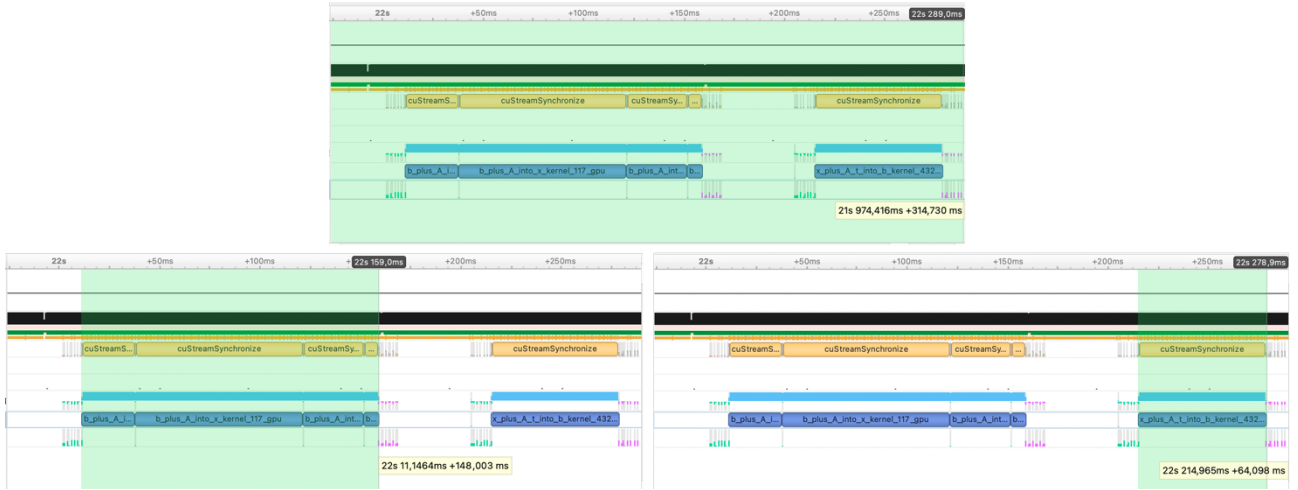 22s +50ms +100ms +150ms +200ms +250ms 22s 289,0ms
cuStreamS... cuStreamSynchronize cuStreamSy... ... cuStreamSynchronize
b_plus_A_i... b_plus_A_into_x_kernel_117_gpu b_plus_A_int... b... x_plus_A_t_into_b_kernel_432...
21s 974,416ms +314,730 ms
22s +50ms +100ms +1 22s 159,0ms +200ms +250ms
cuStreamS... cuStreamSynchronize cuStreamSy... ... cuStreamSynchronize
b_plus_A_i... b_plus_A_into_x_kernel_117_gpu b_plus_A_int... b... x_plus_A_t_into_b_kernel_432...
22s 11,1464ms +148,003 ms
22s +50ms +100ms +150ms +200ms +250ms 22s 278,9ms
cuStreamS... cuStreamSynchronize cuStreamSy... ... cuStreamSynchronize
b_plus_A_i... b_plus_A_into_x_kernel_117_gpu b_plus_A_int... b... x_plus_A_t_into_b_kernel_432...
22s 214,965ms +64,098 ms